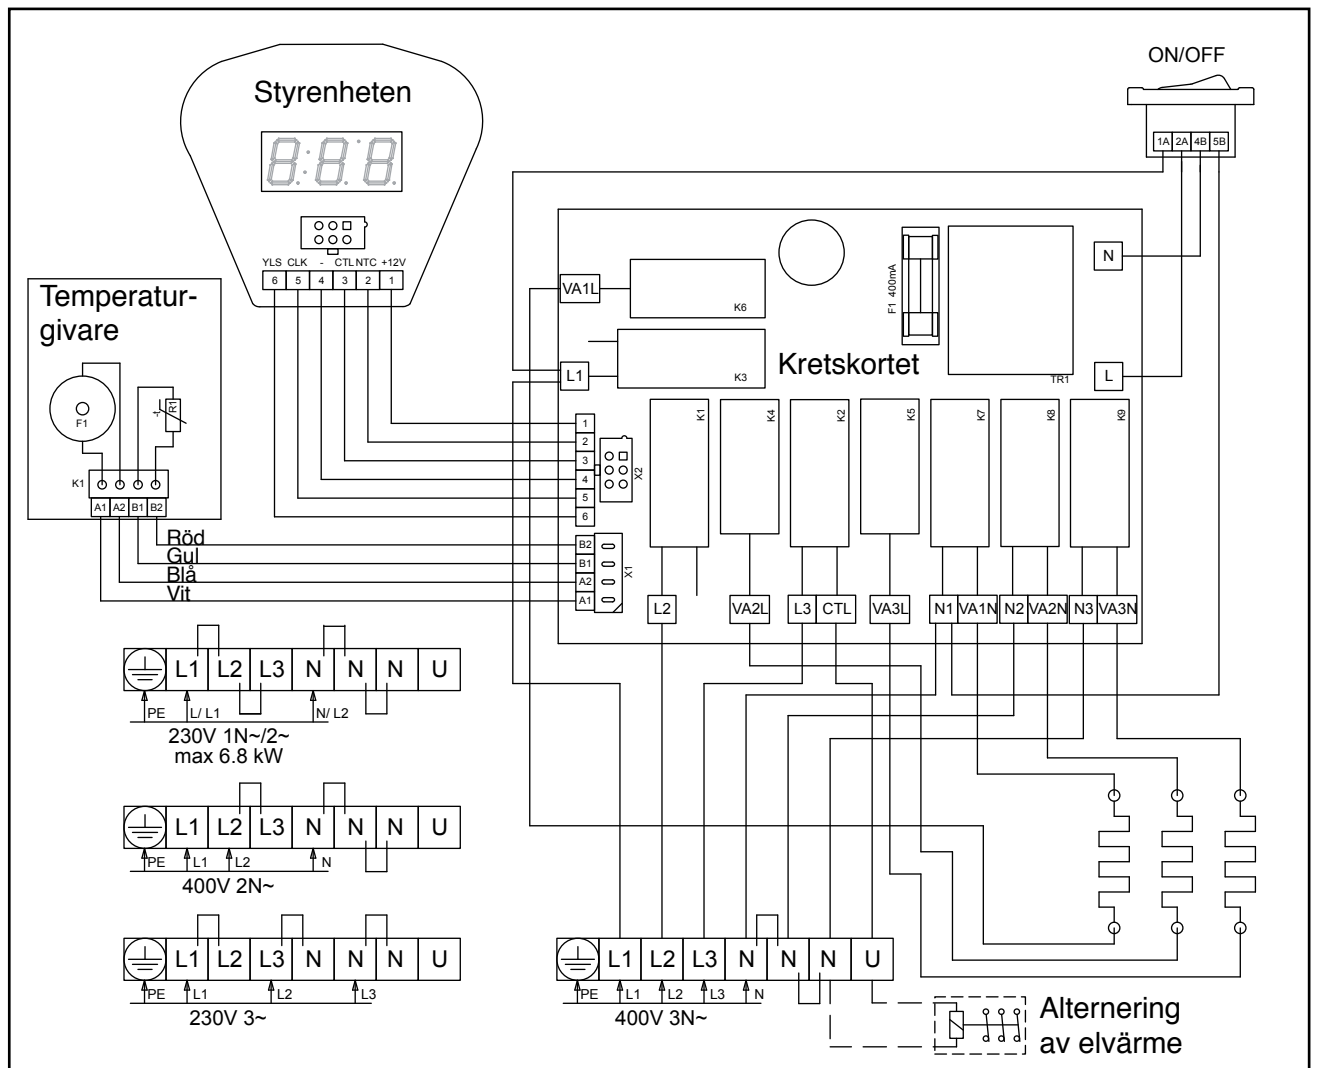 ON/OFF
1A 2A 4B 5B
Styrenheten
YLS CLK - CTL NTC +12V
6 5 4 3 2 1
Temperatur-
givare
F1
R1
K1
A1 A2 B1 B2
Röd
Gul
Blå
Vit
VA1L
K6
L1
K3
Kretskortet
F1 400mA
TR1
N
L
1
2
3
4
5
6
X2
B2
B1
A2
A1
X1
K1
K4
K2
K5
K7
K8
K9
L2
VA2L
L3 CTL
VA3L
N1 VA1N
N2 VA2N
N3 VA3N
L1 L2 L3 N N N U
PE L/ L1 N/ L2
230V 1N~/2~
max 6.8 kW
L1 L2 L3 N N N U
PE L1 L2 N
400V 2N~
L1 L2 L3 N N N U
PE L1 L2 L3
230V 3~
L1 L2 L3 N N N U
PE L1 L2 L3 N
400V 3N~
Alternering
av elvärme